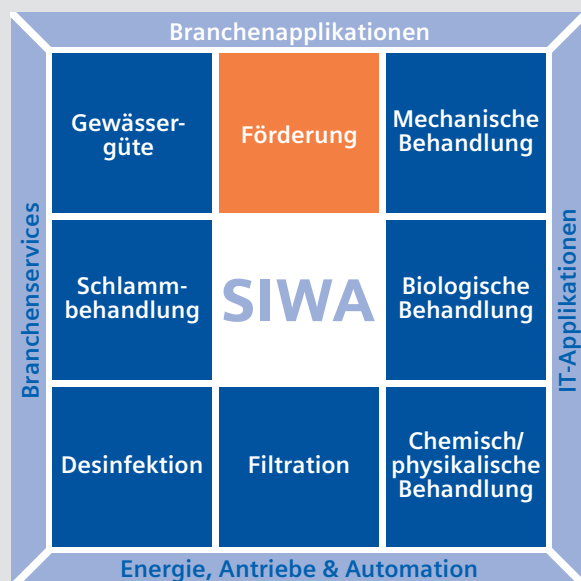 Branchenapplikationen
Gewässer-
güte
Förderung
Mechanische
Behandlung
Branchenservices
Schlamm-
behandlung
SIWA
Biologische
Behandlung
IT-Applikationen
Desinfektion
Filtration
Chemisch/
physikalische
Behandlung
Energie, Antriebe & Automation